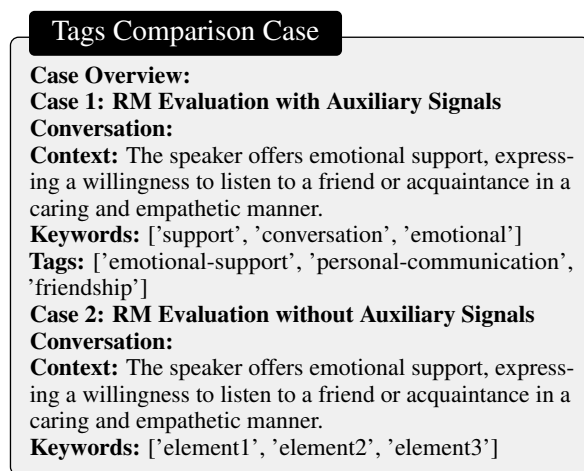 Tags Comparison Case
Case Overview:
Case 1: RM Evaluation with Auxiliary Signals
Conversation:
Context: The speaker offers emotional support, express-
ing a willingness to listen to a friend or acquaintance in a
caring and empathetic manner.
Keywords: ['support', 'conversation', 'emotional']
Tags: ['emotional-support', 'personal-communication',
'friendship']
Case 2: RM Evaluation without Auxiliary Signals
Conversation:
Context: The speaker offers emotional support, express-
ing a willingness to listen to a friend or acquaintance in a
caring and empathetic manner.
Keywords: ['element1', 'element2', 'element3']